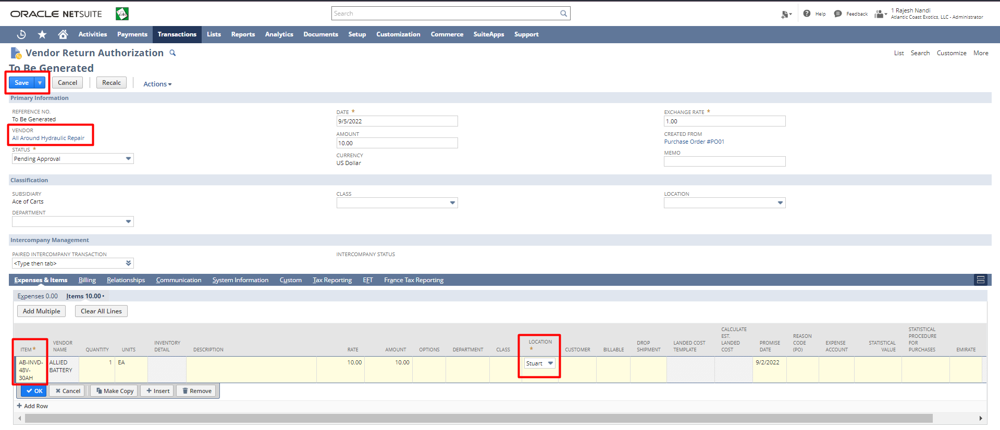 ORACLE NETSUITE
Search
Help
Feedback
1 Rajesh Nandi
Atlantic Coast Exotics, LLC - Administrator
Activities Payments Transactions Lists Reports Analytics Documents Setup Customization Commerce SuiteApps Support
Vendor Return Authorization
List Search Customize More
To Be Generated
Save Cancel Recalc Actions
Primary Information
REFERENCE NO.
To Be Generated
VENDOR
All Around Hydraulic Repair
STATUS *
Pending Approval
DATE *
9/5/2022
AMOUNT
10.00
CURRENCY
US Dollar
EXCHANGE RATE *
1.00
CREATED FROM
Purchase Order #PO01
MEMO
Classification
SUBSIDIARY
Ace of Carts
DEPARTMENT
CLASS
LOCATION
Intercompany Management
PAIRED INTERCOMPANY TRANSACTION
<Type then tab>
INTERCOMPANY STATUS
Expenses & Items Billing Relationships Communication System Information Custom Tax Reporting EFT France Tax Reporting
Expenses 0.00 Items 10.00 •
Add Multiple Clear All Lines
ITEM *
VENDOR
NAME
QUANTITY
UNITS
INVENTORY
DETAIL
DESCRIPTION
RATE
AMOUNT
OPTIONS
DEPARTMENT
CLASS
LOCATION
*
CUSTOMER
BILLABLE
DROP
SHIPMENT
LANDED COST
TEMPLATE
CALCULATE
EST.
LANDED
COST
PROMISE
DATE
REASON
CODE
(PO)
EXPENSE
ACCOUNT
STATISTICAL
VALUE
STATISTICAL
PROCEDURE
FOR
PURCHASES
EMIRATE
AB-INVD-
48V-
30AH
ALLIED
BATTERY
1
EA
10.00
10.00
Stuart
9/2/2022
OK Cancel Make Copy Insert Remove
Add Row